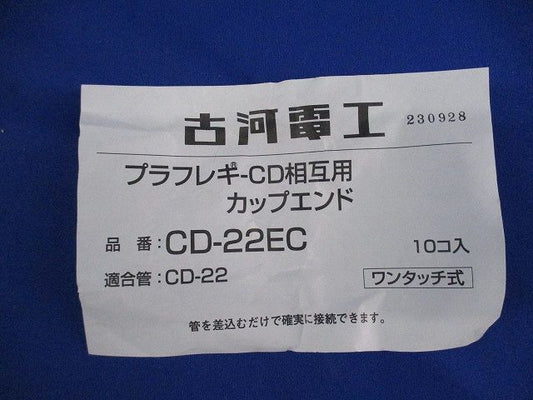 古河電工 230928
プラフレキ®-CD相互用
カップエンド
品番:CD-22EC 10コ入
適合管:CD-22 ワンタッチ式
管を差込むだけで確実に接続できます。